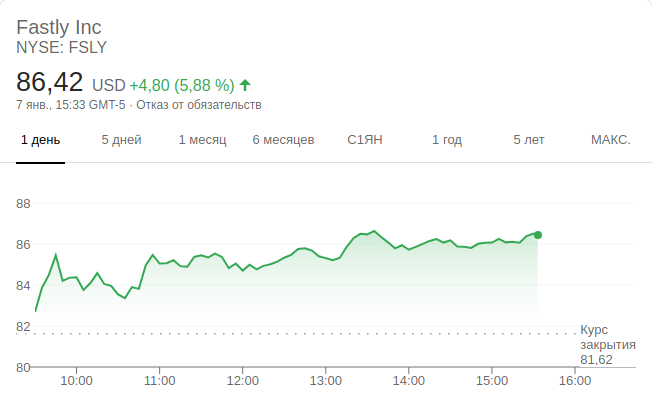 Fastly Inc
NYSE: FSLY
86,42 USD +4,80 (5,88 %)
7 янв., 15:33 GMT-5 · Отказ от обязательств
1 день 5 дней 1 месяц 6 месяцев С1ЯН 1 год 5 лет МАКС.
88
86
84
82
80
Курс
закрытия
81,62
10:00 11:00 12:00 13:00 14:00 15:00 16:00